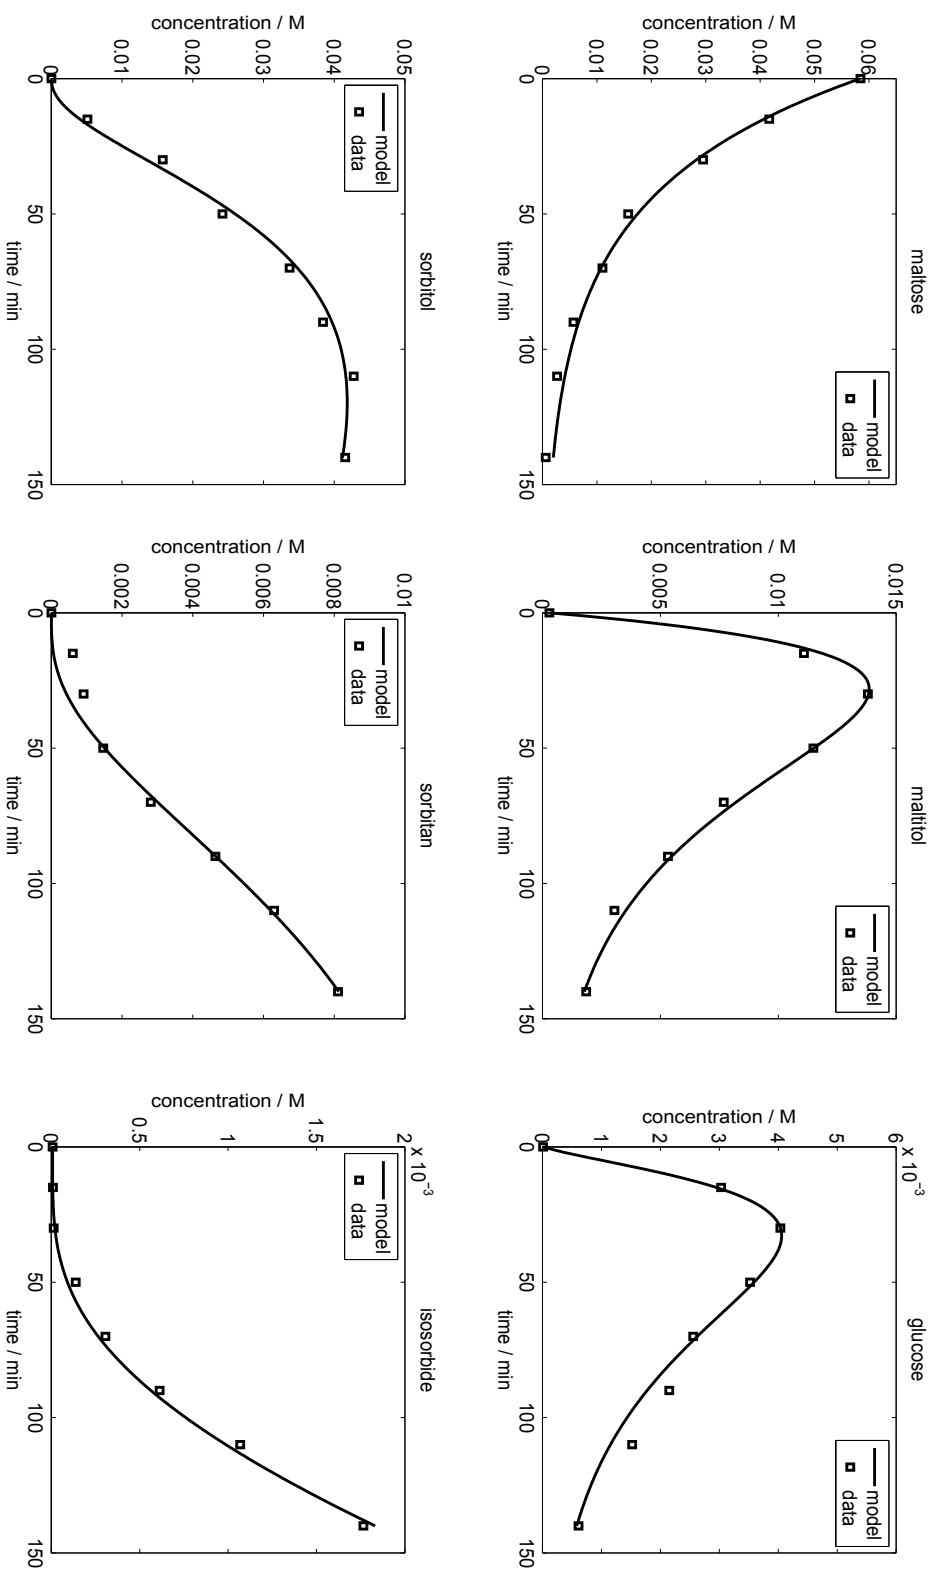 maltose
concentration / M
0.06
0.05
0.04
0.03
0.02
0.01
0
0 50 100 150
time / min
model
data
maltitol
concentration / M
0.015
0.01
0.005
0
0 50 100 150
time / min
model
data
glucose
x 10⁻³
concentration / M
6
5
4
3
2
1
0
0 50 100 150
time / min
model
data
sorbitol
concentration / M
0.05
0.04
0.03
0.02
0.01
0
0 50 100 150
time / min
model
data
sorbitan
concentration / M
0.01
0.008
0.006
0.004
0.002
0
0 50 100 150
time / min
model
data
isosorbide
x 10⁻³
concentration / M
2
1.5
1
0.5
0
0 50 100 150
time / min
model
data